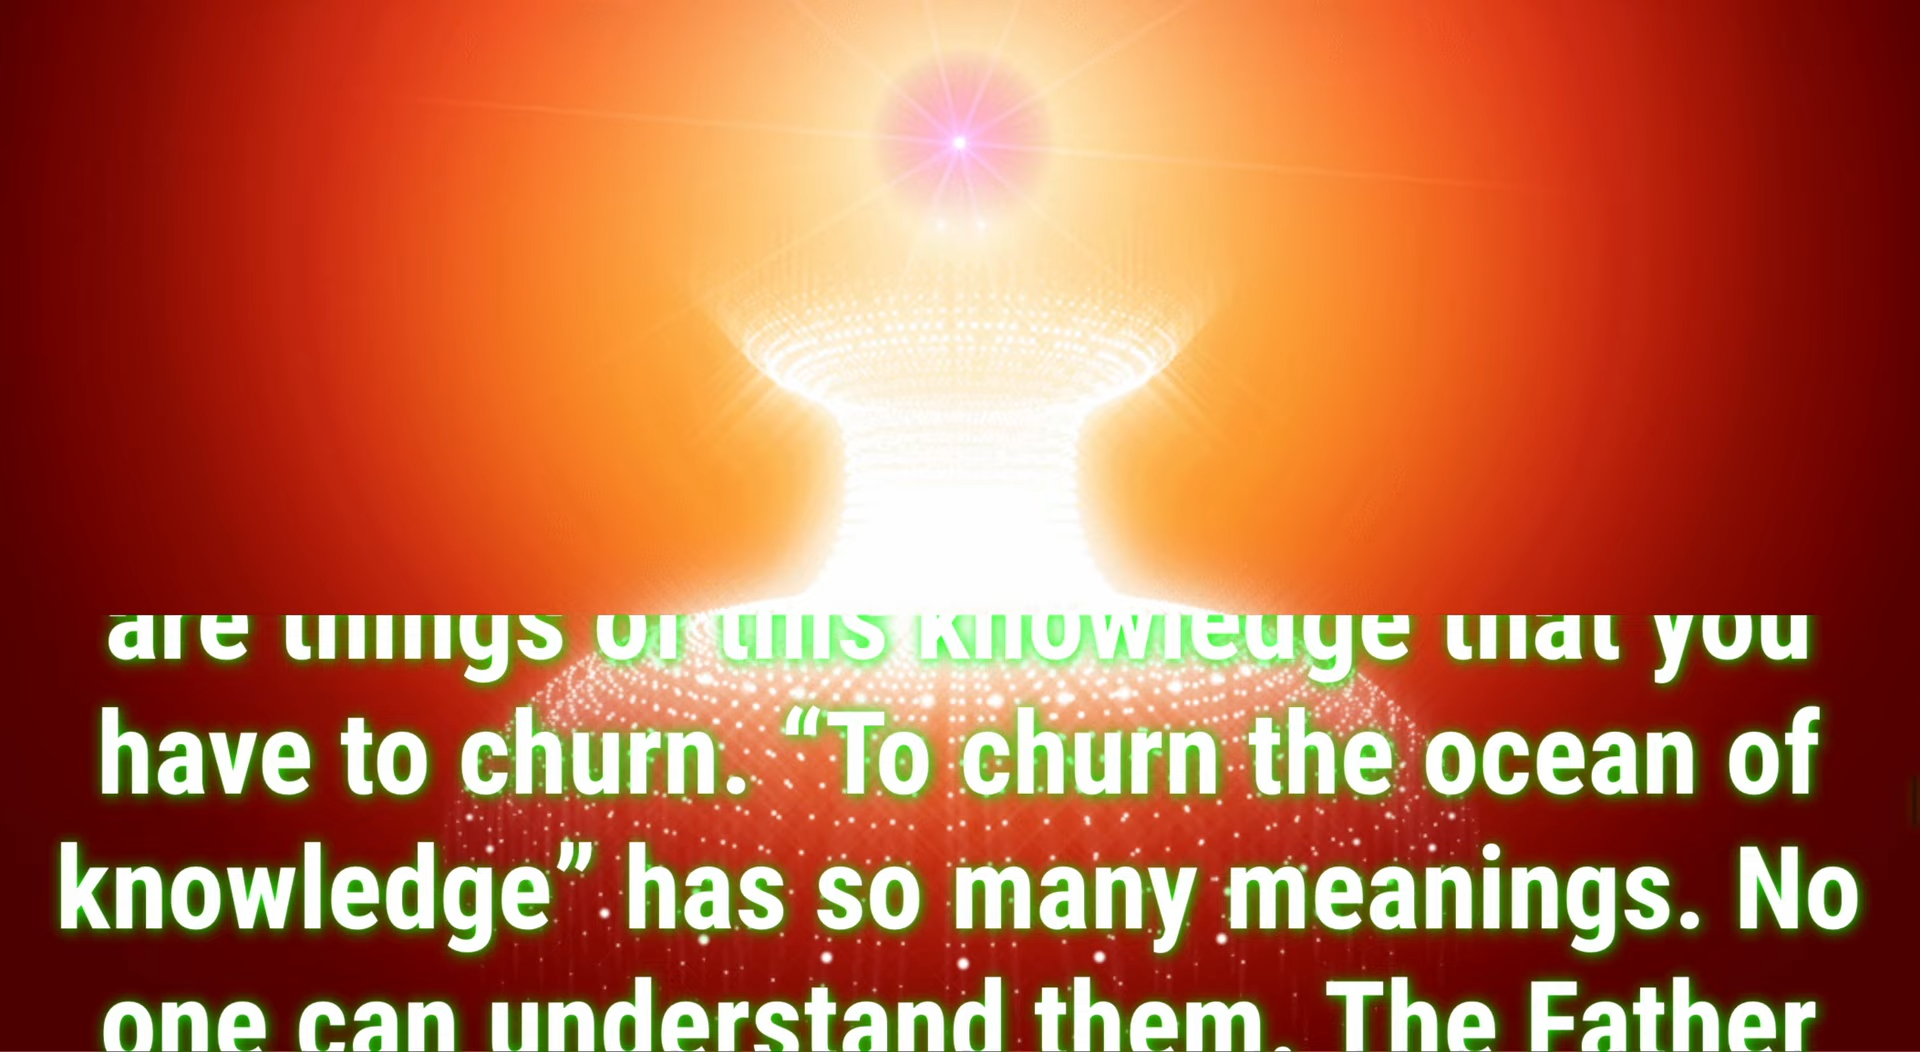 are things of this knowledge that you
have to churn. “To churn the ocean of
knowledge” has so many meanings. No
one can understand them. The Father